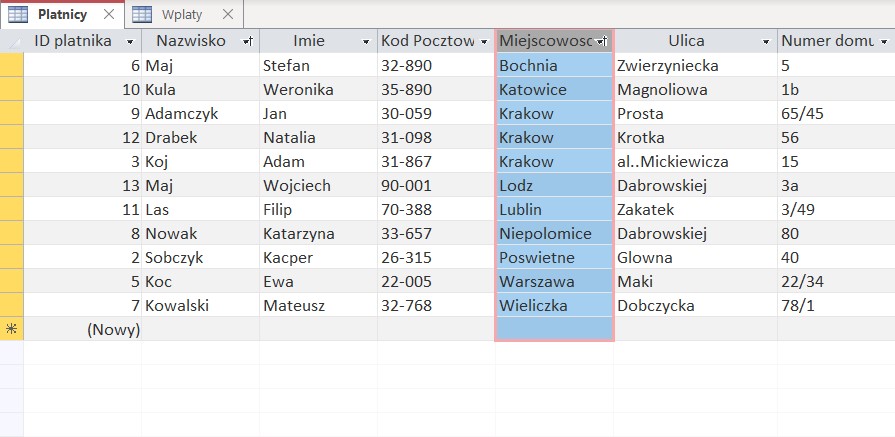 Platnicy Wplaty
ID platnika Nazwisko Imie Kod Pocztow Miejscowosc Ulica Numer domu
6 Maj Stefan 32-890 Bochnia Zwierzyniecka 5
10 Kula Weronika 35-890 Katowice Magnoliowa 1b
9 Adamczyk Jan 30-059 Krakow Prosta 65/45
12 Drabek Natalia 31-098 Krakow Krotka 56
3 Koj Adam 31-867 Krakow al..Mickiewicza 15
13 Maj Wojciech 90-001 Lodz Dabrowskiej 3a
11 Las Filip 70-388 Lublin Zakatek 3/49
8 Nowak Katarzyna 33-657 Niepolomice Dabrowskiej 80
2 Sobczyk Kacper 26-315 Poswietne Glowna 40
5 Koc Ewa 22-005 Warszawa Maki 22/34
7 Kowalski Mateusz 32-768 Wieliczka Dobczycka 78/1
(Nowy)